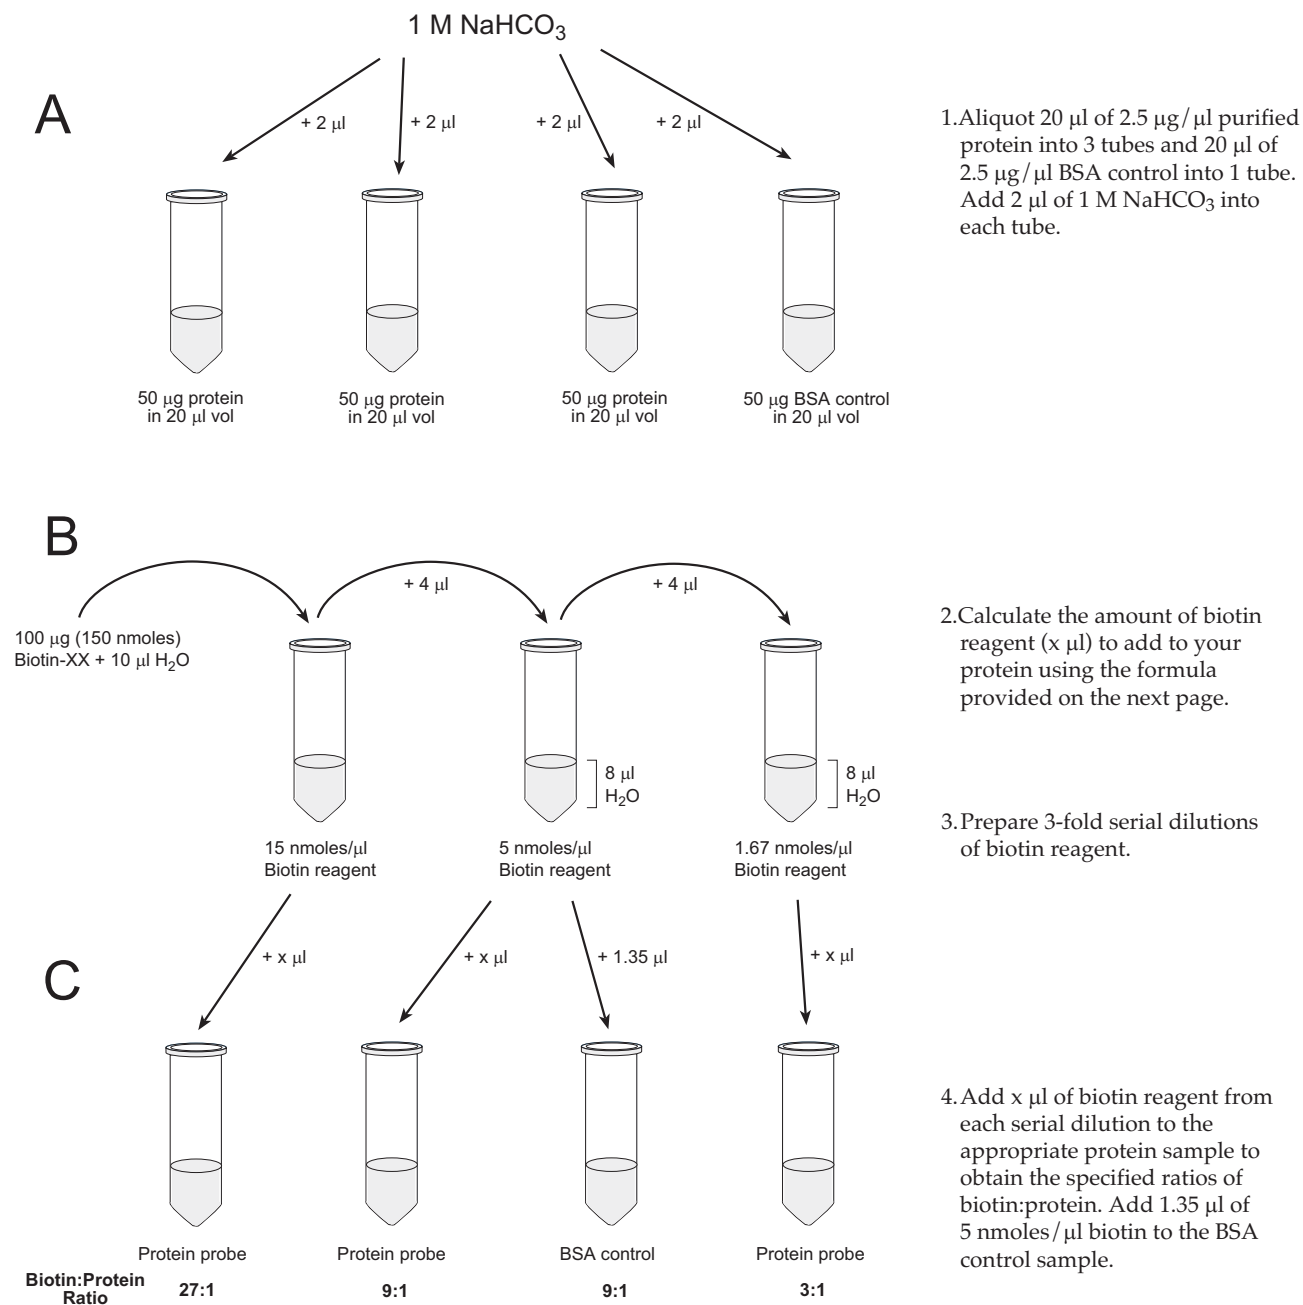 1 M NaHCO3
A
+ 2 µl
+ 2 µl
+ 2 µl
+ 2 µl
50 µg protein
in 20 µl vol
50 µg protein
in 20 µl vol
50 µg protein
in 20 µl vol
50 µg BSA control
in 20 µl vol
1.Aliquot 20 µl of 2.5 µg/µl purified
protein into 3 tubes and 20 µl of
2.5 µg/µl BSA control into 1 tube.
Add 2 µl of 1 M NaHCO3 into
each tube.
B
+ 4 µl
+ 4 µl
100 µg (150 nmoles)
Biotin-XX + 10 µl H2O
8 µl
H2O
8 µl
H2O
15 nmoles/µl
Biotin reagent
5 nmoles/µl
Biotin reagent
1.67 nmoles/µl
Biotin reagent
2.Calculate the amount of biotin
reagent (x µl) to add to your
protein using the formula
provided on the next page.
3.Prepare 3-fold serial dilutions
of biotin reagent.
C
+ x µl
+ x µl
+ 1.35 µl
+ x µl
Protein probe
Protein probe
BSA control
Protein probe
Biotin:Protein
Ratio
27:1
9:1
9:1
3:1
4.Add x µl of biotin reagent from
each serial dilution to the
appropriate protein sample to
obtain the specified ratios of
biotin:protein. Add 1.35 µl of
5 nmoles/µl biotin to the BSA
control sample.